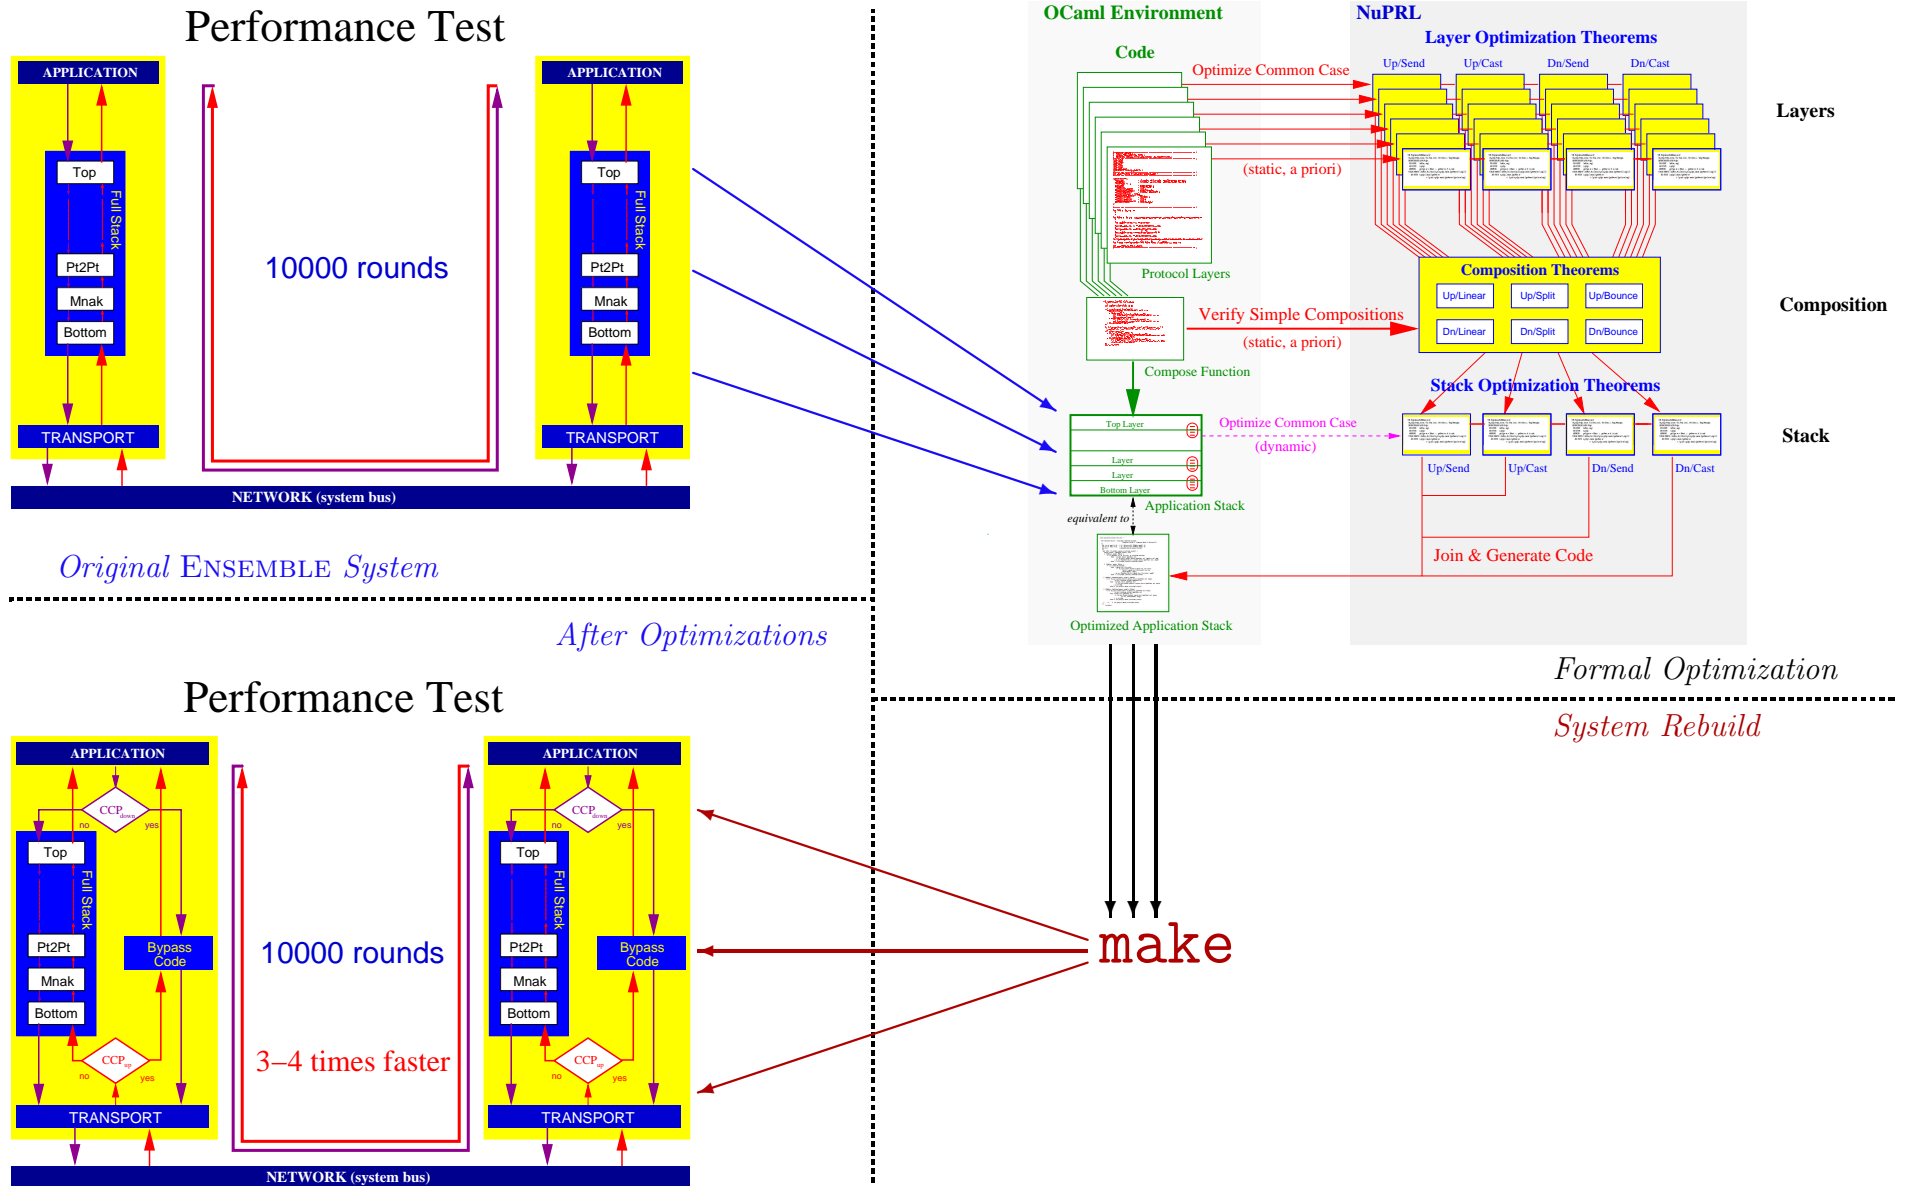 Performance Test
APPLICATION
Top
Full Stack
Pt2Pt
Mnak
Bottom
TRANSPORT
10000 rounds
APPLICATION
Top
Full Stack
Pt2Pt
Mnak
Bottom
TRANSPORT
NETWORK (system bus)
Original ENSEMBLE System
OCaml Environment
Code
Protocol Layers
Compose Function
Top Layer
Layer
Layer
Bottom Layer
Application Stack
equivalent to
Optimized Application Stack
Optimize Common Case
(static, a priori)
Verify Simple Compositions
(static, a priori)
Optimize Common Case
(dynamic)
NuPRL
Layer Optimization Theorems
Up/Send
Up/Cast
Dn/Send
Dn/Cast
Composition Theorems
Up/Linear
Up/Split
Up/Bounce
Dn/Linear
Dn/Split
Dn/Bounce
Stack Optimization Theorems
Up/Send
Up/Cast
Dn/Send
Dn/Cast
Join & Generate Code
Layers
Composition
Stack
Formal Optimization
After Optimizations
Performance Test
APPLICATION
CCP down
no
yes
Top
Full Stack
Pt2Pt
Mnak
Bottom
Bypass
Code
CCP up
no
yes
TRANSPORT
10000 rounds
3–4 times faster
APPLICATION
CCP down
no
yes
Top
Full Stack
Pt2Pt
Mnak
Bottom
Bypass
Code
CCP up
no
yes
TRANSPORT
NETWORK (system bus)
System Rebuild
make